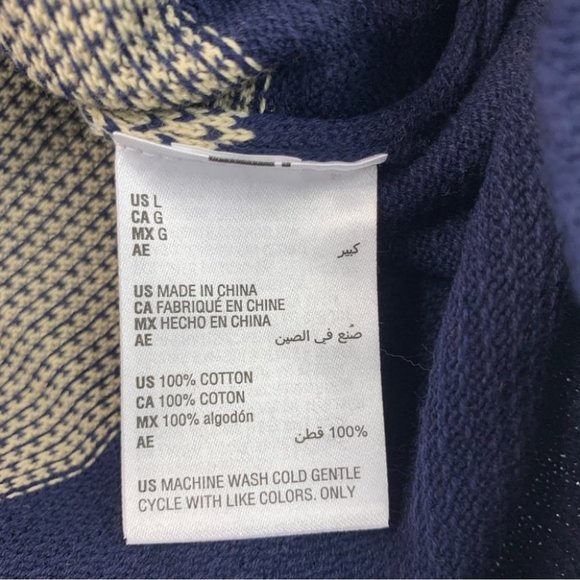 US L
CA G
MX G
AE كبير
US MADE IN CHINA
CA FABRIQUÉ EN CHINE
MX HECHO EN CHINA
AE صُنع في الصين
US 100% COTTON
CA 100% COTON
MX 100% algodón
AE 100% قطن
US MACHINE WASH COLD GENTLE
CYCLE WITH LIKE COLORS. ONLY